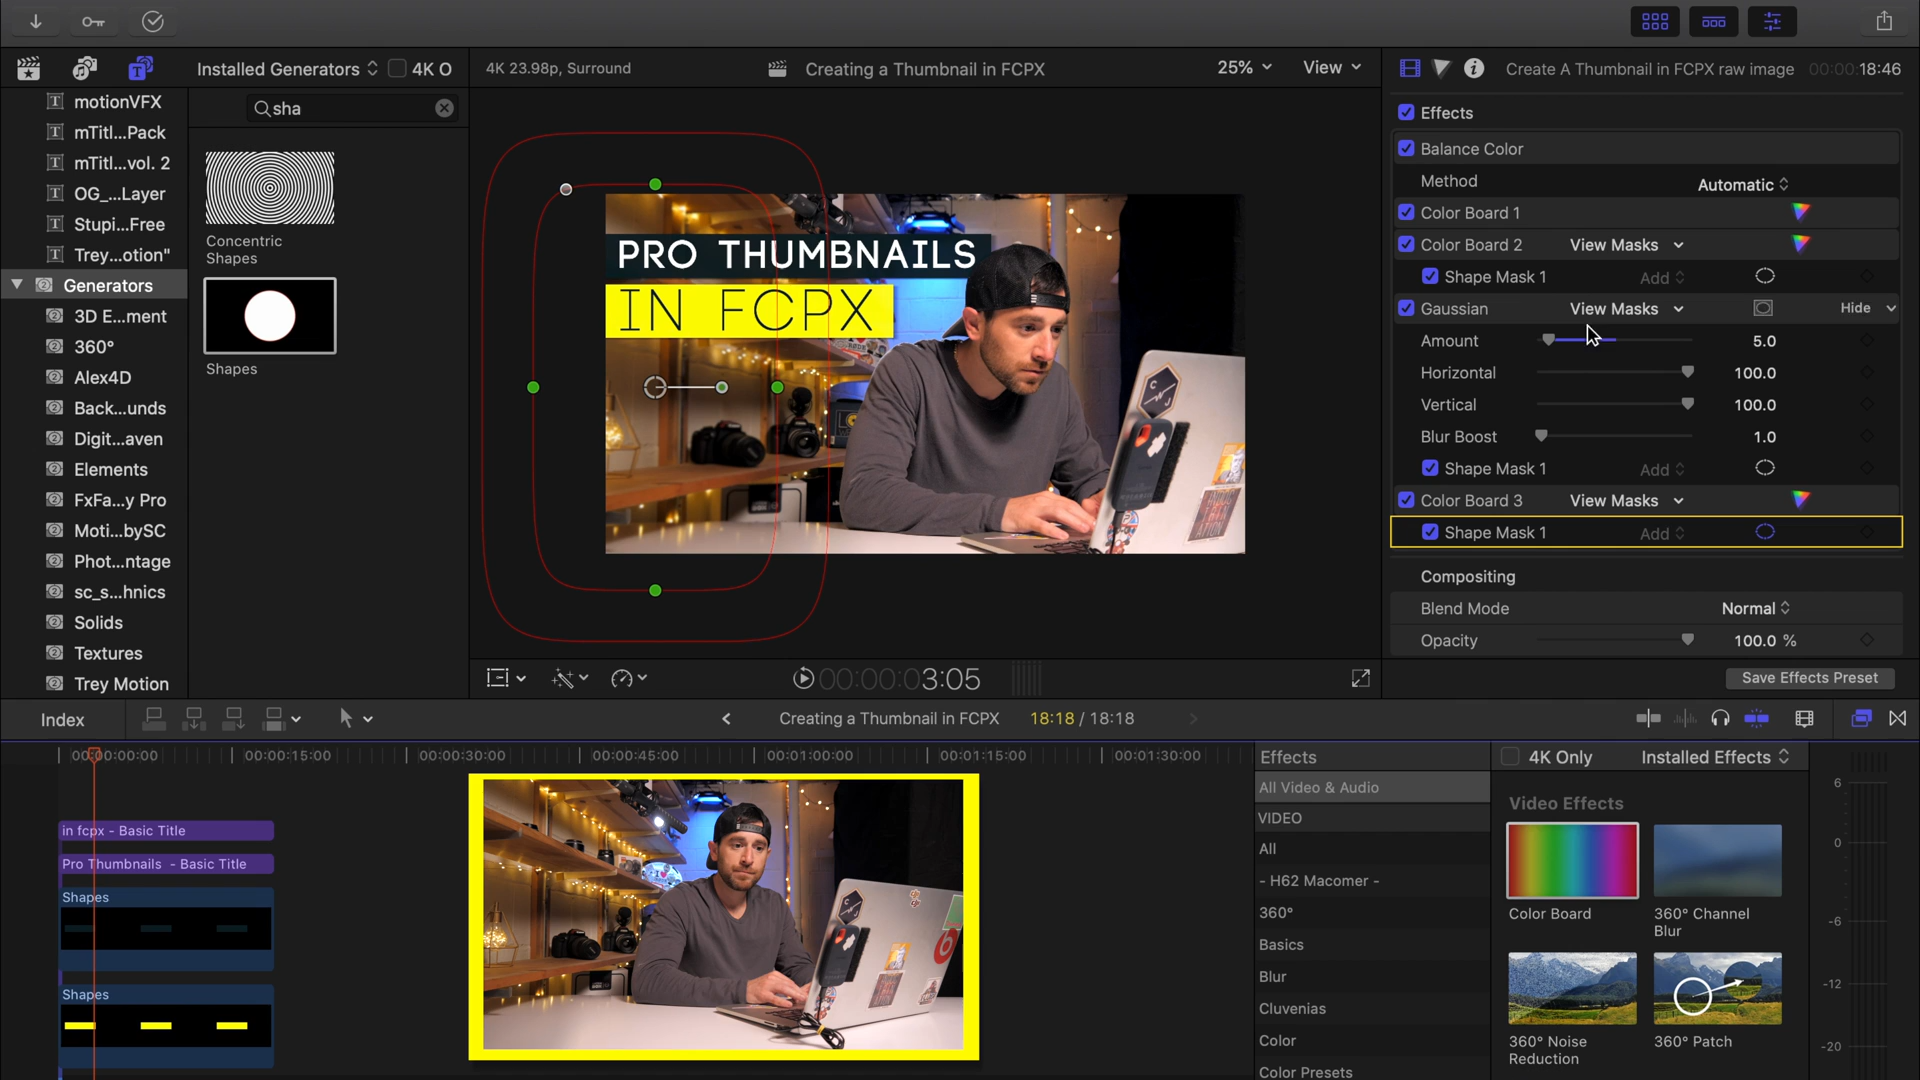 Installed Generators
4K O
4K 23.98p, Surround
Creating a Thumbnail in FCPX
25%
View
Create A Thumbnail in FCPX raw image
00:00:18:46
motionVFX
mTitl...Pack
mTitl...vol. 2
OG_...Layer
Stupi...Free
Trey...otion"
Generators
3D E...ment
360°
Alex4D
Back...unds
Digit...aven
Elements
FxFa...y Pro
Moti...bySC
Phot...ntage
sc_s...hnics
Solids
Textures
Trey Motion
sha
Concentric
Shapes
Shapes
PRO THUMBNAILS
IN FCPX
Effects
Balance Color
Method
Automatic
Color Board 1
Color Board 2
View Masks
Shape Mask 1
Add
Gaussian
View Masks
Hide
Amount
5.0
Horizontal
100.0
Vertical
100.0
Blur Boost
1.0
Shape Mask 1
Add
Color Board 3
View Masks
Shape Mask 1
Add
Compositing
Blend Mode
Normal
Opacity
100.0 %
Save Effects Preset
00:00:03:05
Index
Creating a Thumbnail in FCPX
18:18 / 18:18
00:00:00:00
00:00:15:00
00:00:30:00
00:00:45:00
00:01:00:00
00:01:15:00
00:01:30:00
in fcpx - Basic Title
Pro Thumbnails - Basic Title
Shapes
Shapes
Effects
All Video & Audio
VIDEO
All
- H62 Macomer -
360°
Basics
Blur
Cluvenias
Color
Color Presets
4K Only
Installed Effects
Video Effects
Color Board
360° Channel
Blur
360° Noise
Reduction
360° Patch
6
0
-6
-12
-20